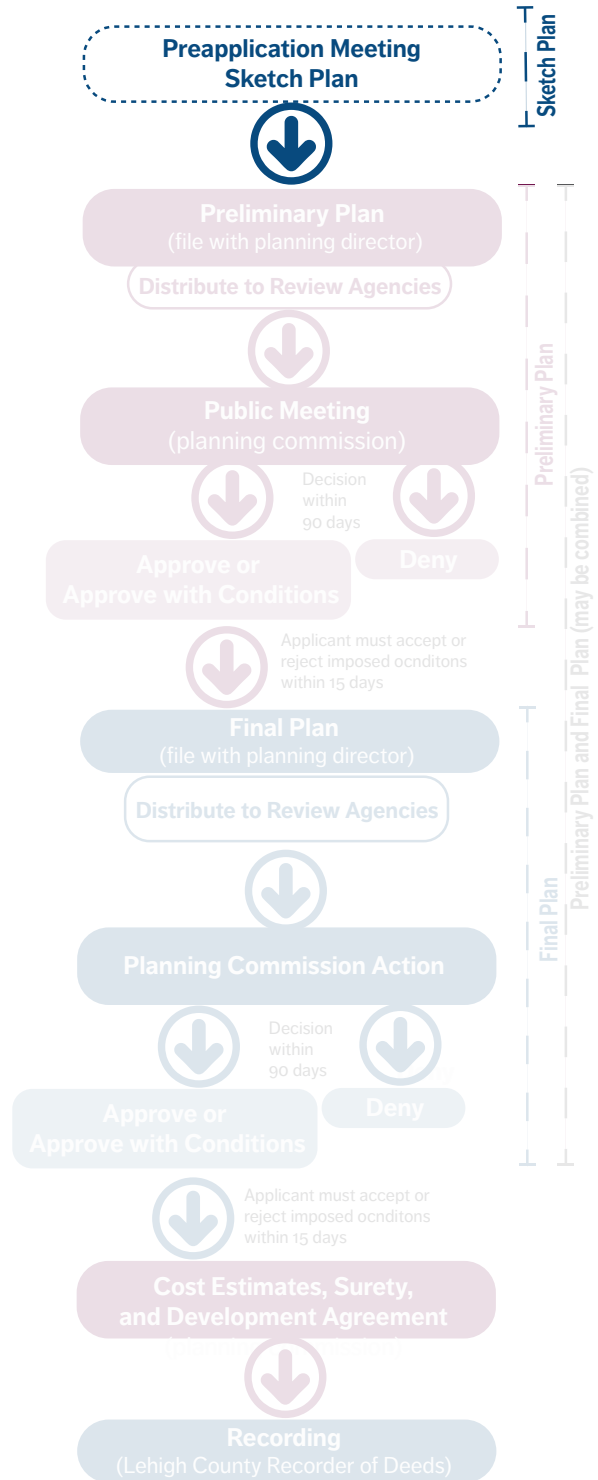 Preapplication Meeting
Sketch Plan
Sketch Plan
Preliminary Plan
(file with planning director)
Distribute to Review Agencies
Public Meeting
(planning commission)
Decision
within
90 days
Approve or
Approve with Conditions
Deny
Applicant must accept or
reject imposed ocnditons
within 15 days
Preliminary Plan
Final Plan
(file with planning director)
Distribute to Review Agencies
Planning Commission Action
Decision
within
90 days
Approve or
Approve with Conditions
Deny
Final Plan
Preliminary Plan and Final Plan (may be combined)
Applicant must accept or
reject imposed ocnditons
within 15 days
Cost Estimates, Surety,
and Development Agreement
Recording
(Lehigh County Recorder of Deeds)